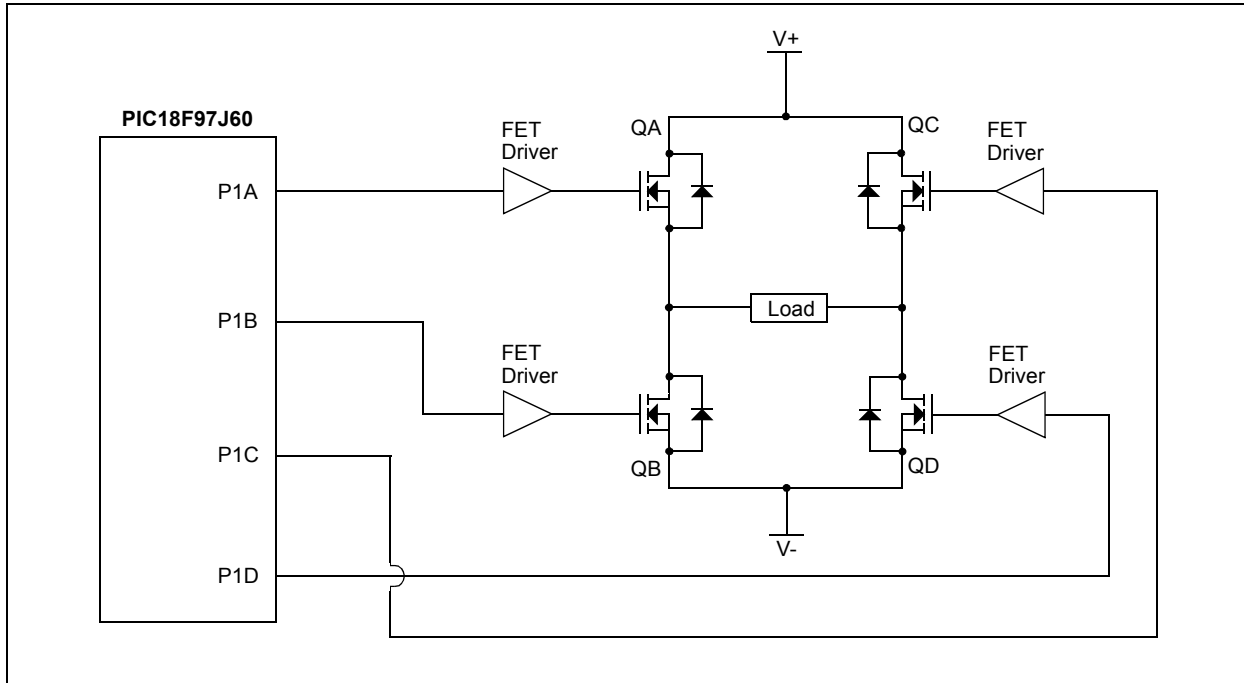 V+
PIC18F97J60
QA
QC
FET
Driver
FET
Driver
P1A
P1B
Load
FET
Driver
FET
Driver
P1C
QB
QD
V-
P1D